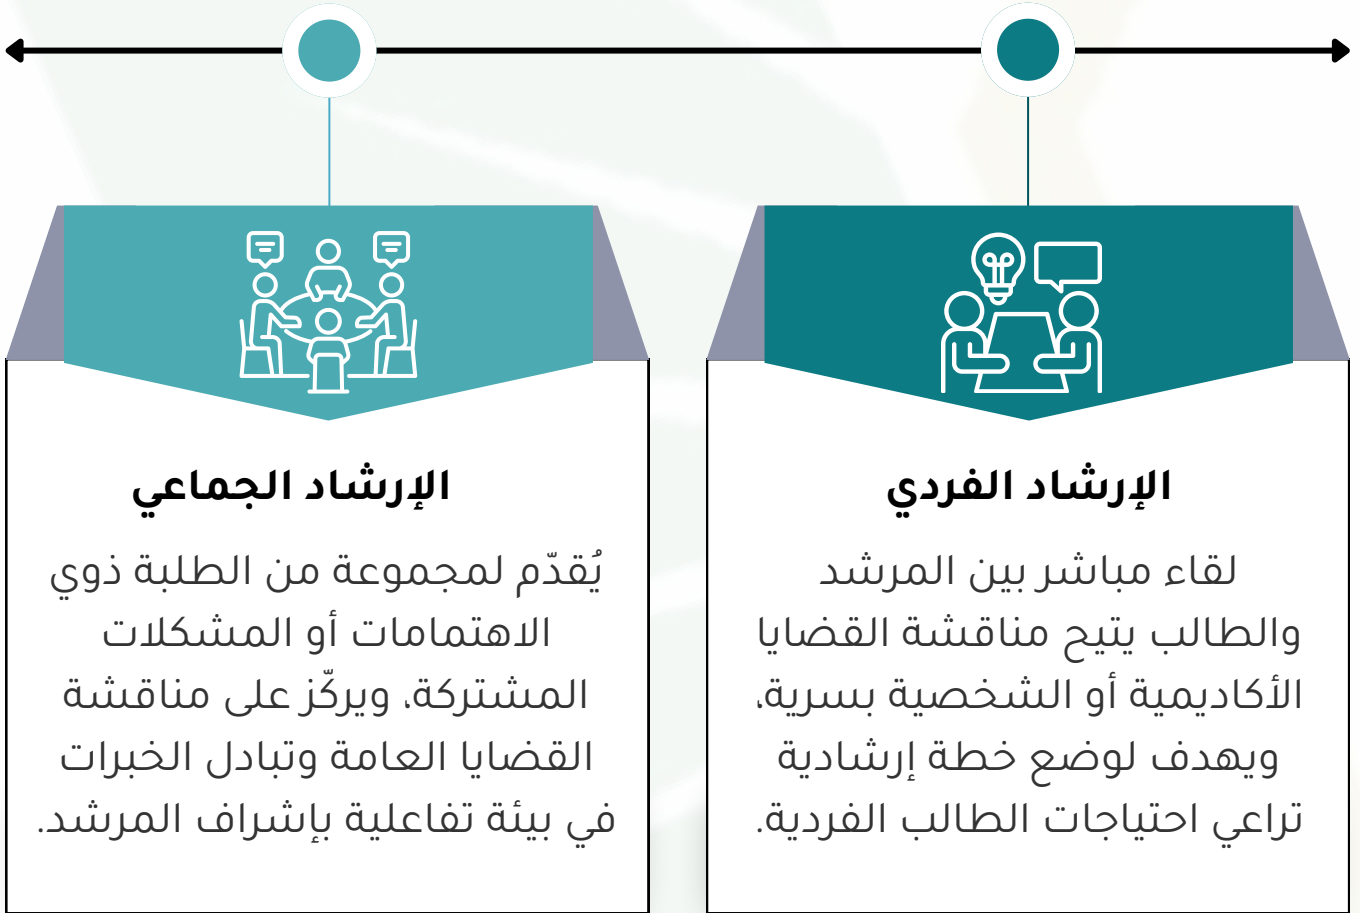 الإرشاد الفردي
لقاء مباشر بين المرشد
والطالب يتيح مناقشة القضايا
الأكاديمية أو الشخصية بسرية،
ويهدف لوضع خطة إرشادية
تراعي احتياجات الطالب الفردية.
الإرشاد الجماعي
يُقدّم لمجموعة من الطلبة ذوي
الاهتمامات أو المشكلات
المشتركة، ويركّز على مناقشة
القضايا العامة وتبادل الخبرات
في بيئة تفاعلية بإشراف المرشد.